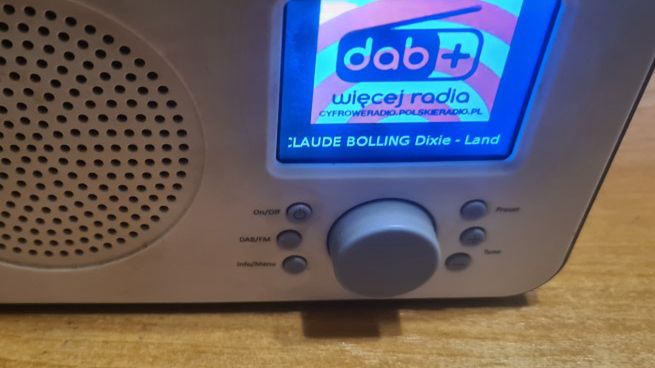 dab+
więcej radia
CYFROWERADIO.POLSKIERADIO.PL
CLAUDE BOLLING Dixie - Land
On/Off
Preset
DAB/FM
Tune
Info/Menu